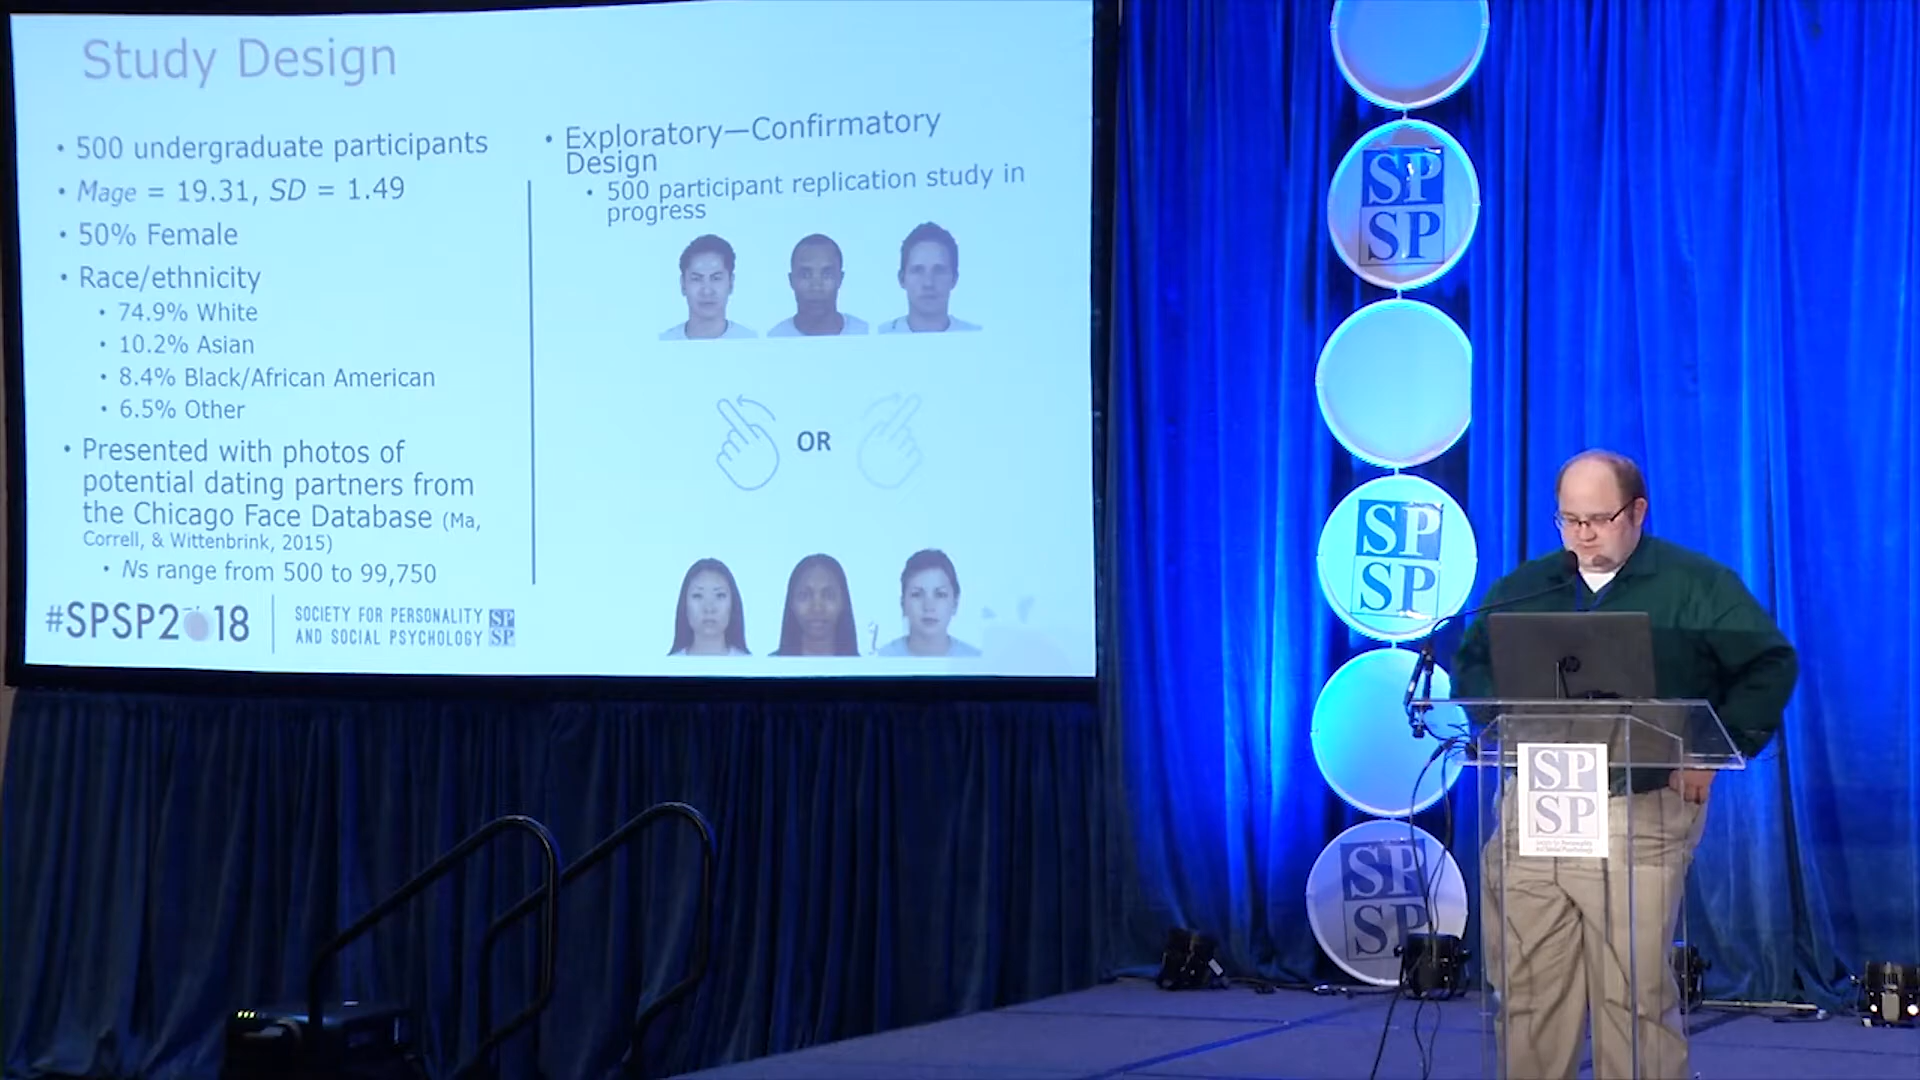 Study Design
• 500 undergraduate participants
• Mage = 19.31, SD = 1.49
• 50% Female
• Race/ethnicity
• 74.9% White
• 10.2% Asian
• 8.4% Black/African American
• 6.5% Other
• Presented with photos of
potential dating partners from
the Chicago Face Database (Ma,
Correll, & Wittenbrink, 2015)
• Ns range from 500 to 99,750
• Exploratory—Confirmatory
Design
• 500 participant replication study in
progress
OR
#SPSP2018
SOCIETY FOR PERSONALITY
AND SOCIAL PSYCHOLOGY
SP
SP
SP
SP
SP
SP
SP
SP
SP
SP